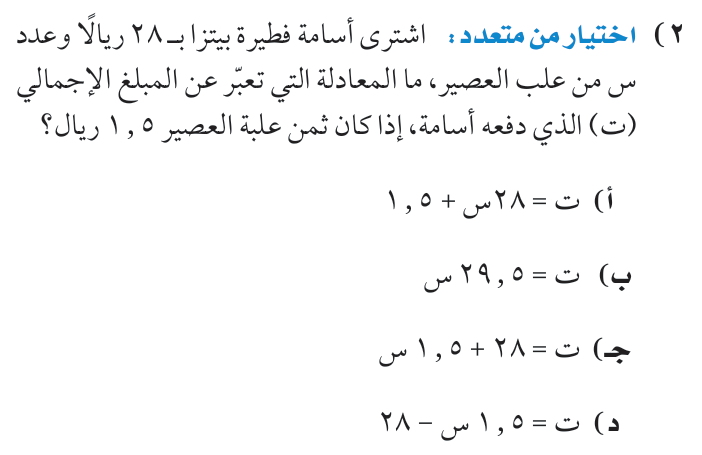 ٢) اختيار من متعدد: اشترى أسامة فطيرة بيتزا بـ ٢٨ ريالًا وعدد
س من علب العصير، ما المعادلة التي تعبّر عن المبلغ الإجمالي
(ت) الذي دفعه أسامة، إذا كان ثمن علبة العصير ١,٥ ريال؟
أ) ت = ٢٨س + ١,٥
ب) ت = ٢٩,٥ س
جـ) ت = ٢٨ + ١,٥ س
د) ت = ١,٥ س – ٢٨